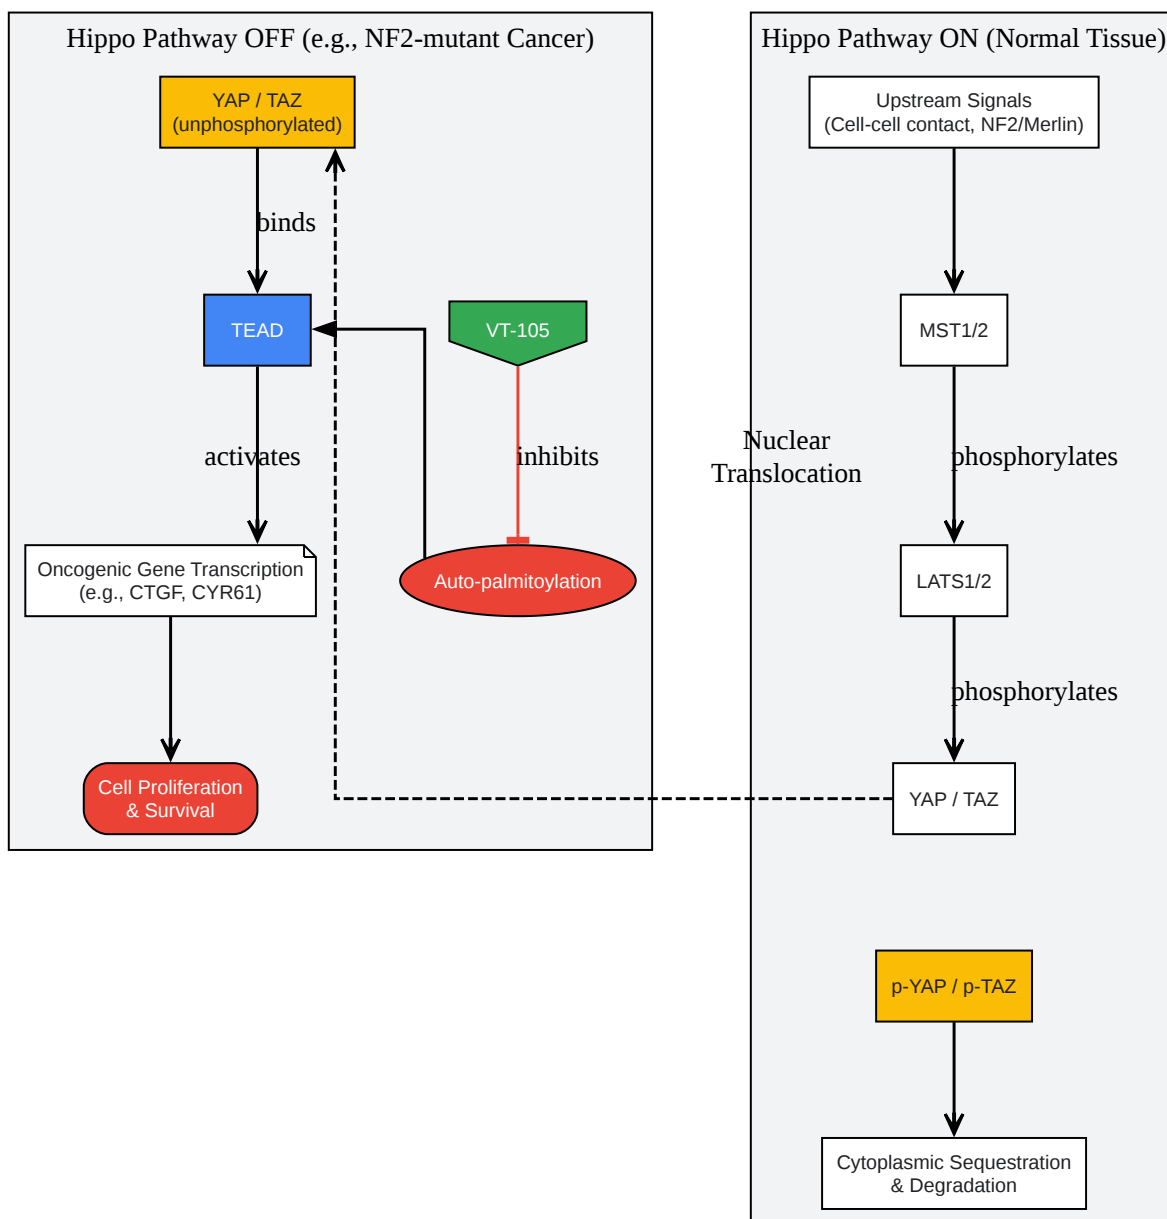 Hippo Pathway OFF (e.g., NF2-mutant Cancer)
YAP / TAZ
(unphosphorylated)
binds
TEAD
VT-105
activates
inhibits
Oncogenic Gene Transcription
(e.g., CTGF, CYR61)
Auto-palmitoylation
Cell Proliferation
& Survival
Nuclear
Translocation
Hippo Pathway ON (Normal Tissue)
Upstream Signals
(Cell-cell contact, NF2/Merlin)
MST1/2
phosphorylates
LATS1/2
phosphorylates
YAP / TAZ
p-YAP / p-TAZ
Cytoplasmic Sequestration
& Degradation